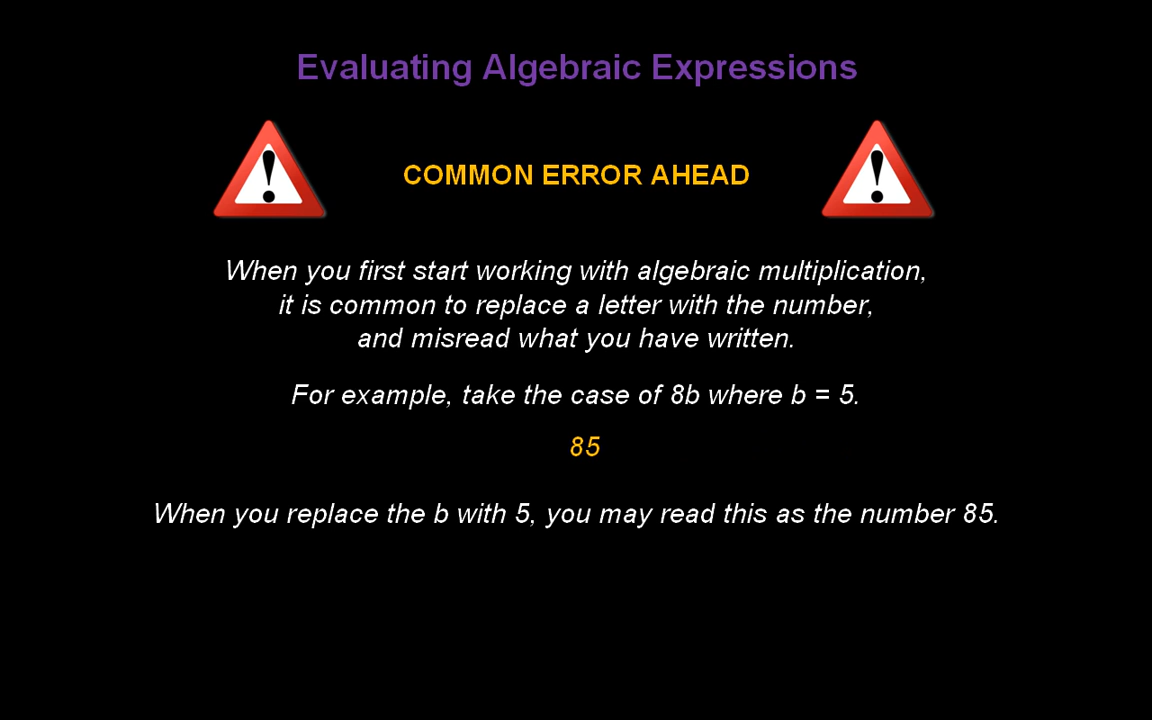 Evaluating Algebraic Expressions
COMMON ERROR AHEAD
When you first start working with algebraic multiplication,
it is common to replace a letter with the number,
and misread what you have written.
For example, take the case of 8b where b = 5.
85
When you replace the b with 5, you may read this as the number 85.